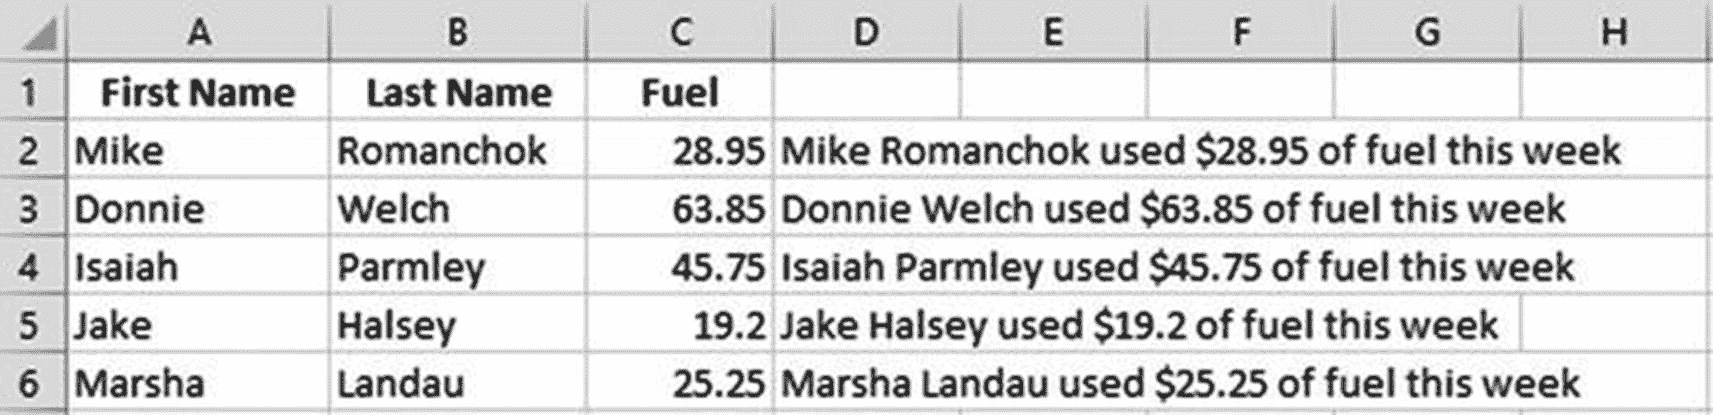 A B C D E F G H
1 First Name Last Name Fuel
2 Mike Romanchok 28.95 Mike Romanchok used $28.95 of fuel this week
3 Donnie Welch 63.85 Donnie Welch used $63.85 of fuel this week
4 Isaiah Parmley 45.75 Isaiah Parmley used $45.75 of fuel this week
5 Jake Halsey 19.2 Jake Halsey used $19.2 of fuel this week
6 Marsha Landau 25.25 Marsha Landau used $25.25 of fuel this week